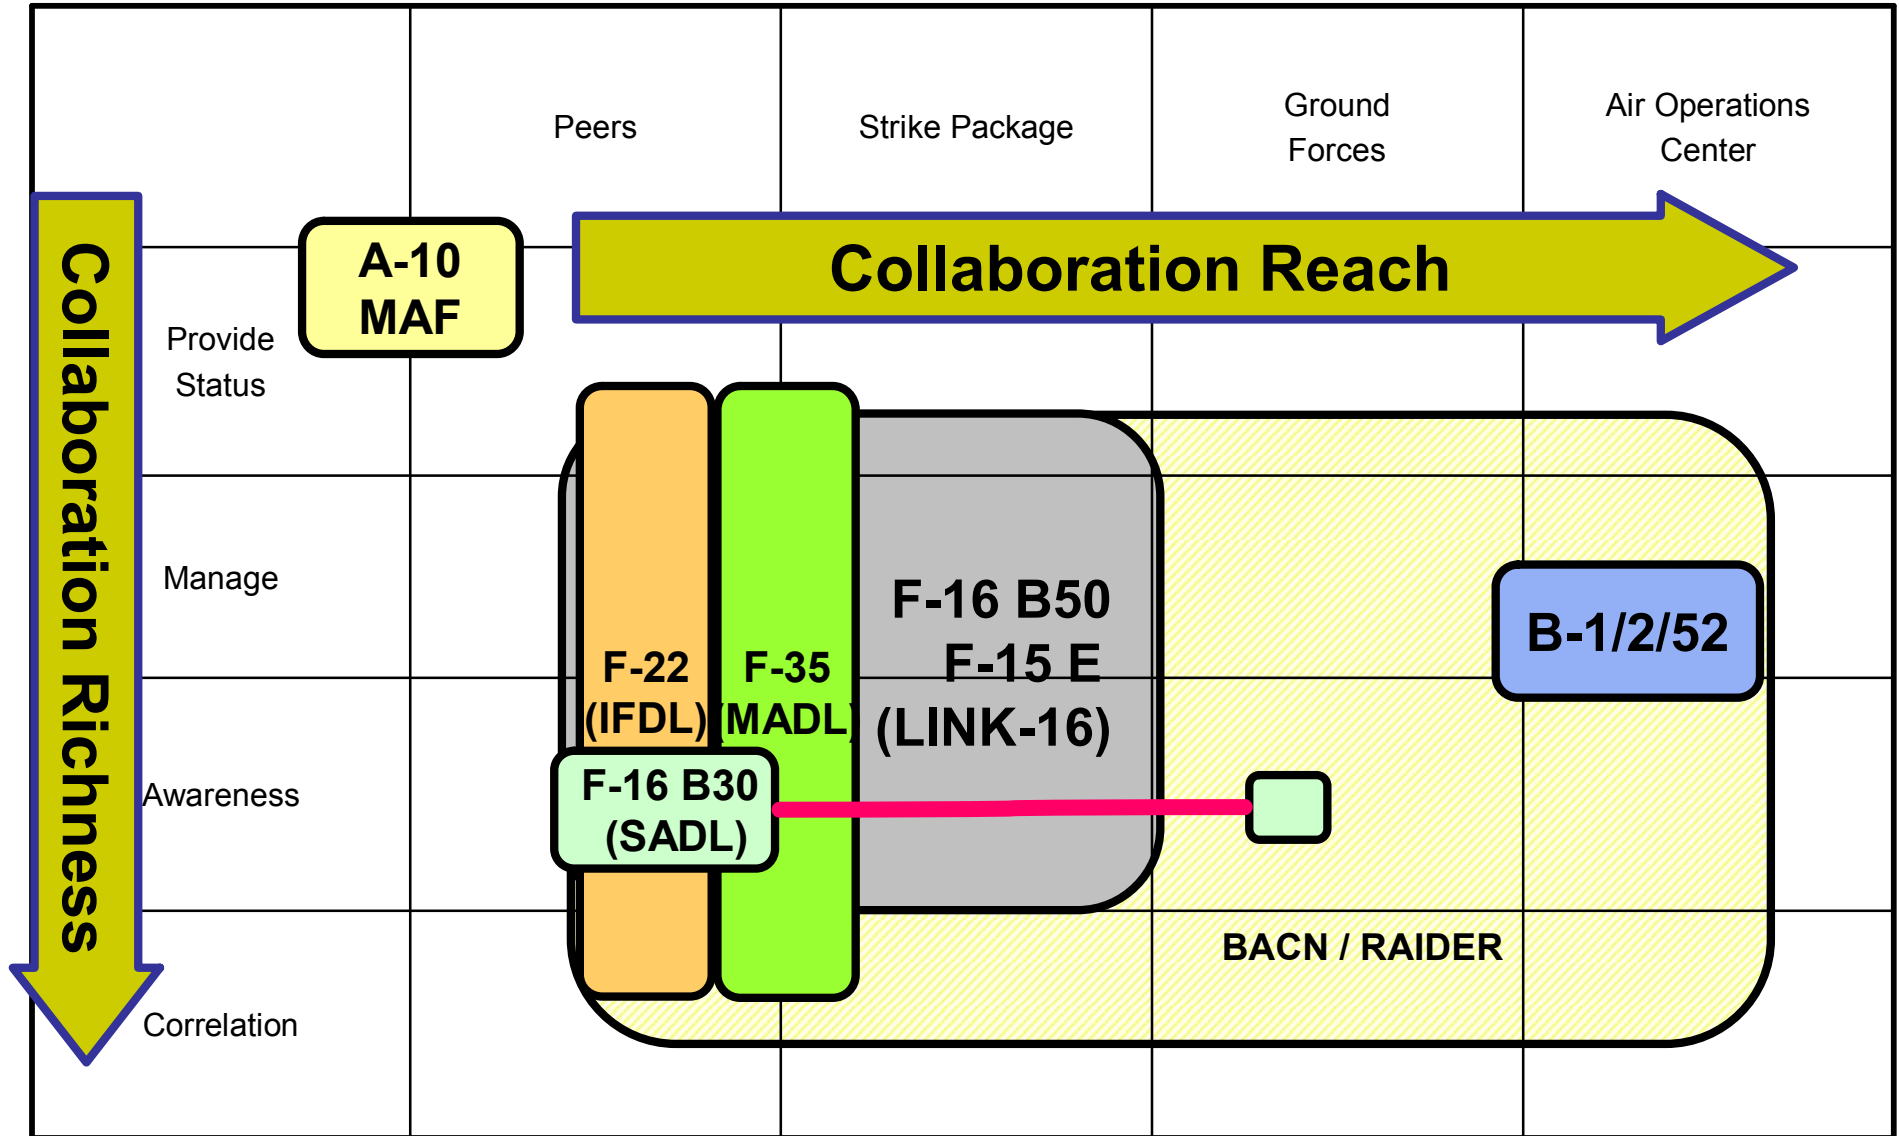 Peers
Strike Package
Ground
Forces
Air Operations
Center
Collaboration Richness
A-10
MAF
Collaboration Reach
Provide
Status
Manage
F-16 B50
F-15 E
(LINK-16)
B-1/2/52
F-22
(IFDL)
F-35
(MADL)
Awareness
F-16 B30
(SADL)
BACN / RAIDER
Correlation